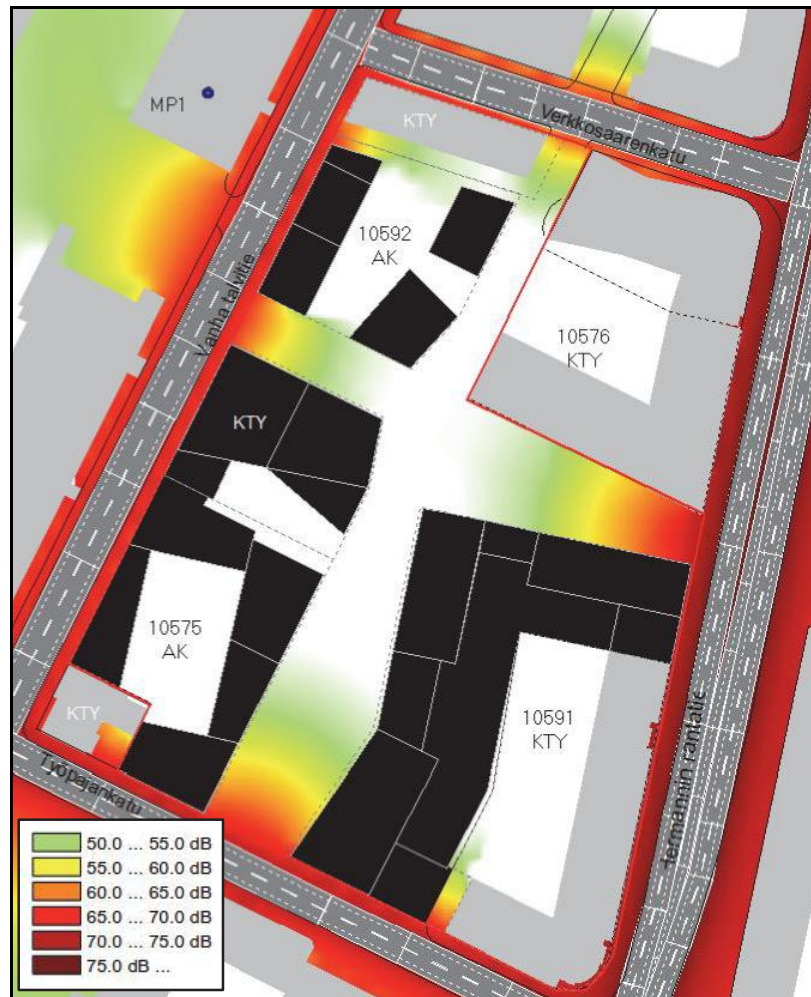 MP1
KTY
Verkkosaarenkatu
10592
AK
Vanha talvitie
10576
KTY
KTY
10575
AK
10591
KTY
KTY
Työpajankatu
Hermannin rantatie
50.0 ... 55.0 dB
55.0 ... 60.0 dB
60.0 ... 65.0 dB
65.0 ... 70.0 dB
70.0 ... 75.0 dB
75.0 dB ...